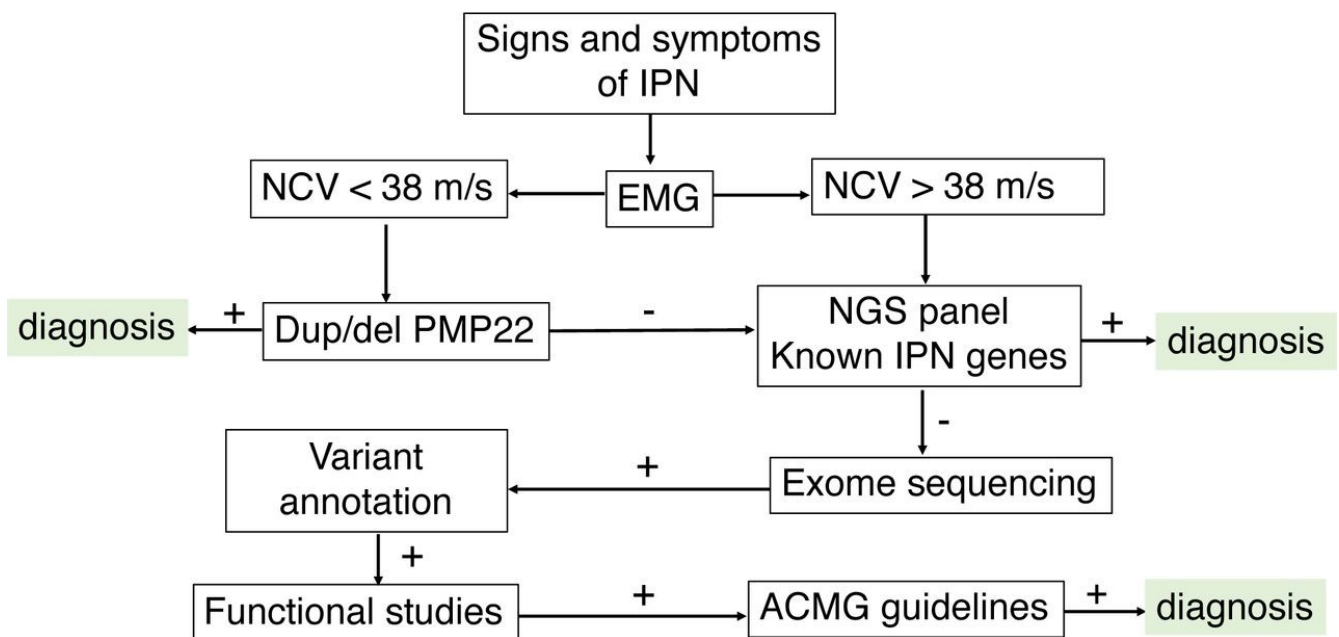 Signs and symptoms
of IPN
NCV < 38 m/s
EMG
NCV > 38 m/s
diagnosis
+
Dup/del PMP22
-
NGS panel
Known IPN genes
+
diagnosis
-
Variant
annotation
+
Exome sequencing
+
Functional studies
+
ACMG guidelines
+
diagnosis